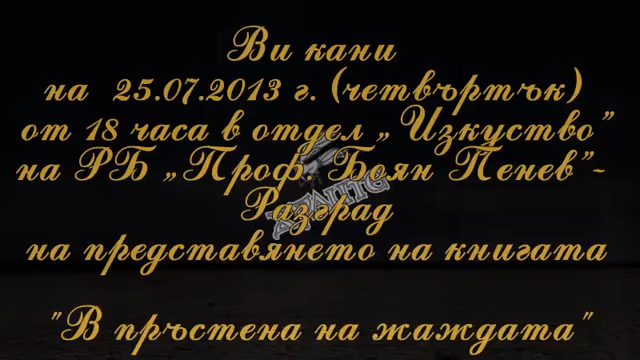 Ви кани
на 25.07.2013 г. (четвъртък)
от 18 часа в отдел „Изкуство”
на РБ „Проф. Боян Пенев”-
Разград
на представянето на книгата
"В пръстена на жаждата"